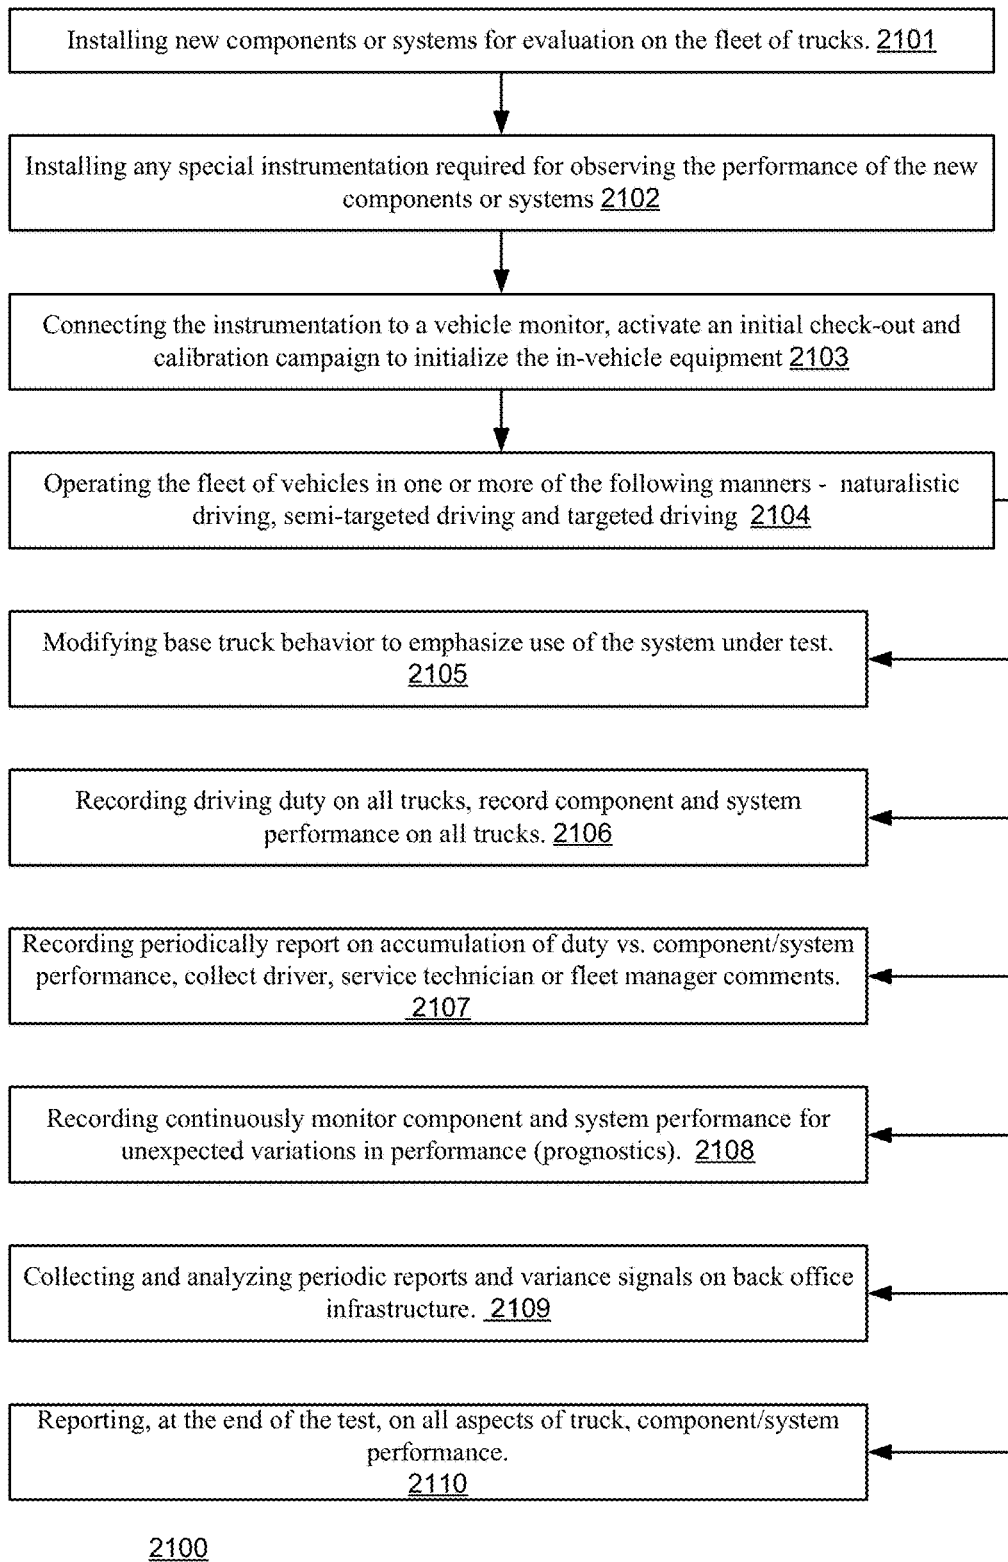 Installing new components or systems for evaluation on the fleet of trucks. 2101
Installing any special instrumentation required for observing the performance of the new
components or systems 2102
Connecting the instrumentation to a vehicle monitor, activate an initial check-out and
calibration campaign to initialize the in-vehicle equipment 2103
Operating the fleet of vehicles in one or more of the following manners - naturalistic
driving, semi-targeted driving and targeted driving 2104
Modifying base truck behavior to emphasize use of the system under test.
2105
Recording driving duty on all trucks, record component and system
performance on all trucks. 2106
Recording periodically report on accumulation of duty vs. component/system
performance, collect driver, service technician or fleet manager comments.
2107
Recording continuously monitor component and system performance for
unexpected variations in performance (prognostics). 2108
Collecting and analyzing periodic reports and variance signals on back office
infrastructure. 2109
Reporting, at the end of the test, on all aspects of truck, component/system
performance.
2110
2100